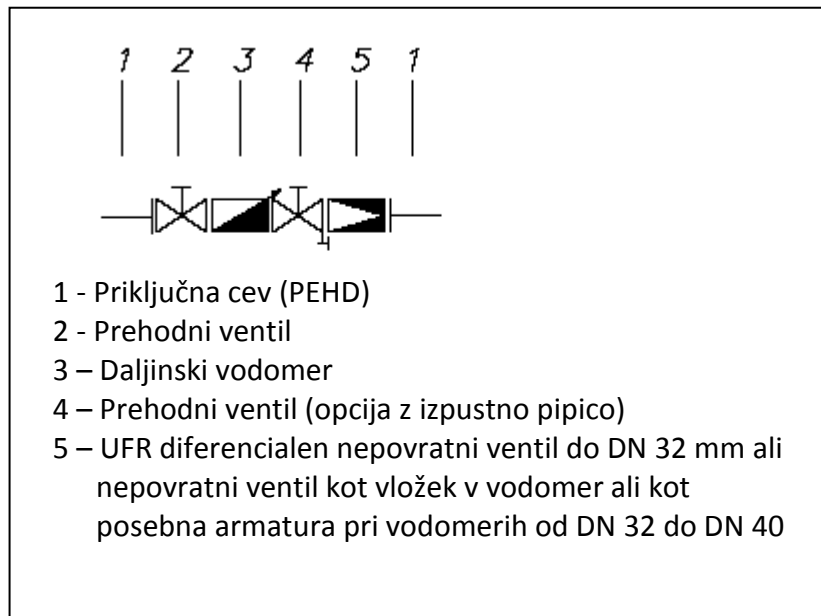 1 2 3 4 5 1
1 - Priključna cev (PEHD)
2 - Prehodni ventil
3 – Daljinski vodomer
4 – Prehodni ventil (opcija z izpustno pipico)
5 – UFR diferencialen nepovratni ventil do DN 32 mm ali
nepovratni ventil kot vložek v vodomer ali kot
posebna armatura pri vodomerih od DN 32 do DN 40